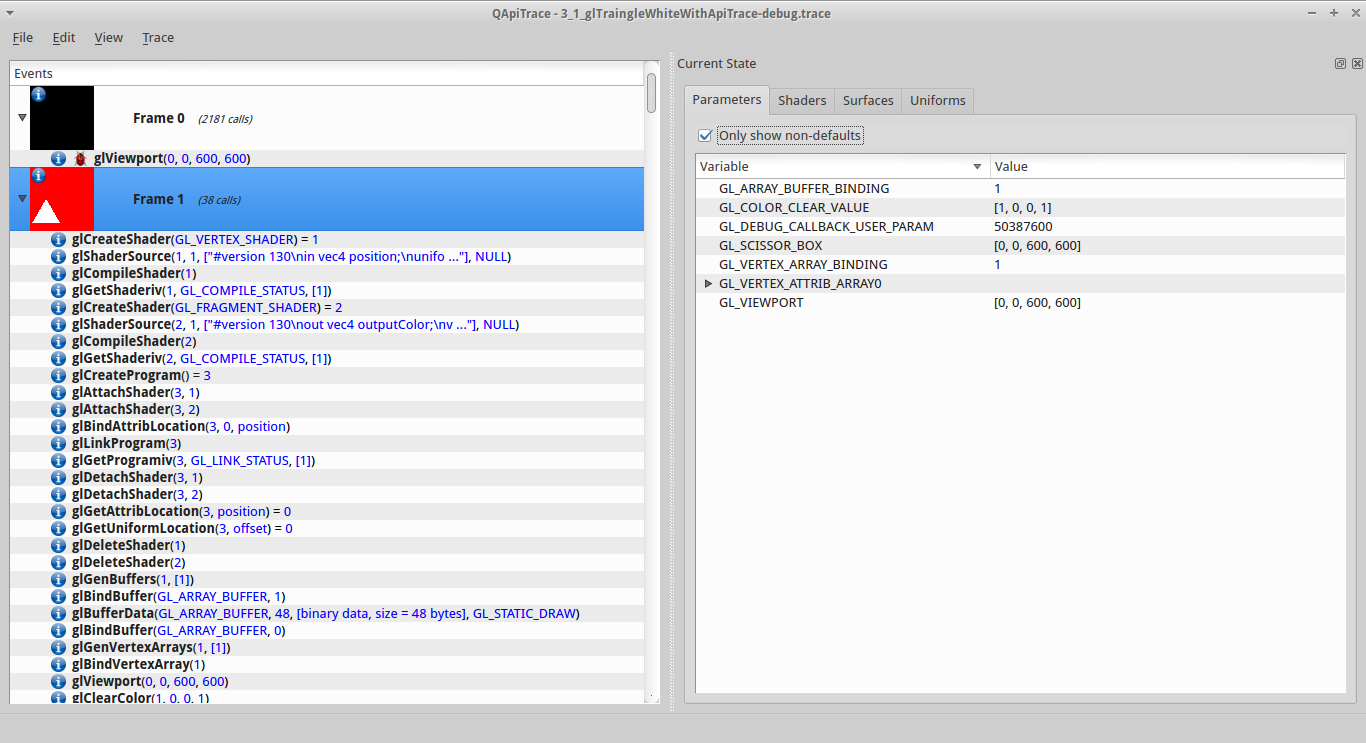 QApiTrace - 3_1_glTraingleWhiteWithApiTrace-debug.trace
File Edit View Trace
Events
Frame 0 (2181 calls)
glViewport(0, 0, 600, 600)
Frame 1 (38 calls)
glCreateShader(GL_VERTEX_SHADER) = 1
glShaderSource(1, 1, ["#version 130\nin vec4 position;\nunifo ..."], NULL)
glCompileShader(1)
glGetShaderiv(1, GL_COMPILE_STATUS, [1])
glCreateShader(GL_FRAGMENT_SHADER) = 2
glShaderSource(2, 1, ["#version 130\nout vec4 outputColor;\nv ..."], NULL)
glCompileShader(2)
glGetShaderiv(2, GL_COMPILE_STATUS, [1])
glCreateProgram() = 3
glAttachShader(3, 1)
glAttachShader(3, 2)
glBindAttribLocation(3, 0, position)
glLinkProgram(3)
glGetProgramiv(3, GL_LINK_STATUS, [1])
glDetachShader(3, 1)
glDetachShader(3, 2)
glGetAttribLocation(3, position) = 0
glGetUniformLocation(3, offset) = 0
glDeleteShader(1)
glDeleteShader(2)
glGenBuffers(1, [1])
glBindBuffer(GL_ARRAY_BUFFER, 1)
glBufferData(GL_ARRAY_BUFFER, 48, [binary data, size = 48 bytes], GL_STATIC_DRAW)
glBindBuffer(GL_ARRAY_BUFFER, 0)
glGenVertexArrays(1, [1])
glBindVertexArray(1)
glViewport(0, 0, 600, 600)
glClearColor(1, 0, 0, 1)
Current State
Parameters Shaders Surfaces Uniforms
Only show non-defaults
Variable Value
GL_ARRAY_BUFFER_BINDING 1
GL_COLOR_CLEAR_VALUE [1, 0, 0, 1]
GL_DEBUG_CALLBACK_USER_PARAM 50387600
GL_SCISSOR_BOX [0, 0, 600, 600]
GL_VERTEX_ARRAY_BINDING 1
GL_VERTEX_ATTRIB_ARRAY0
GL_VIEWPORT [0, 0, 600, 600]